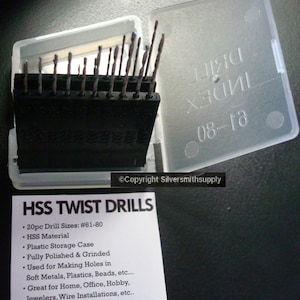 DRILL
INDEX
61-80
©Copyright Silversmithsupply
HSS TWIST DRILLS
• 20pc Drill Sizes: #61-80
• HSS Material
• Plastic Storage Case
• Fully Polished & Grinded
• Used for Making Holes in
Soft Metals, Plastics, Beads, etc...
• Great for Home, Office, Hobby,
Jewelers, Wire Installations, etc...